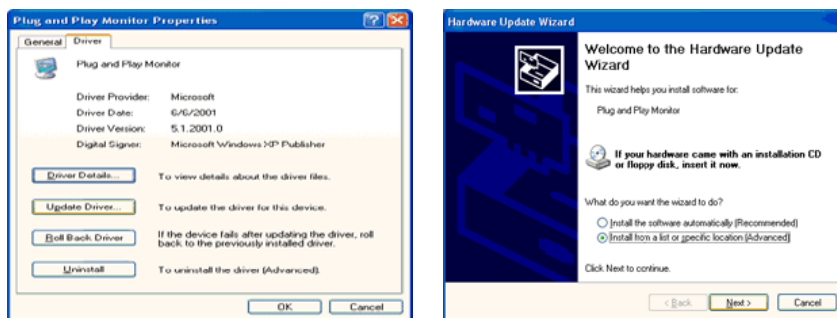 Plug and Play Monitor Properties
General Driver
Plug and Play Monitor
Driver Provider: Microsoft
Driver Date: 6/6/2001
Driver Version: 5.1.2001.0
Digital Signer: Microsoft Windows XP Publisher
Driver Details... To view details about the driver files.
Update Driver... To update the driver for this device.
Roll Back Driver If the device fails after updating the driver, roll
back to the previously installed driver.
Uninstall To uninstall the driver (Advanced).
OK Cancel
Hardware Update Wizard
Welcome to the Hardware Update
Wizard
This wizard helps you install software for:
Plug and Play Monitor
If your hardware came with an installation CD
or floppy disk, insert it now.
What do you want the wizard to do?
Install the software automatically (Recommended)
Install from a list or specific location (Advanced)
Click Next to continue.
< Back Next > Cancel